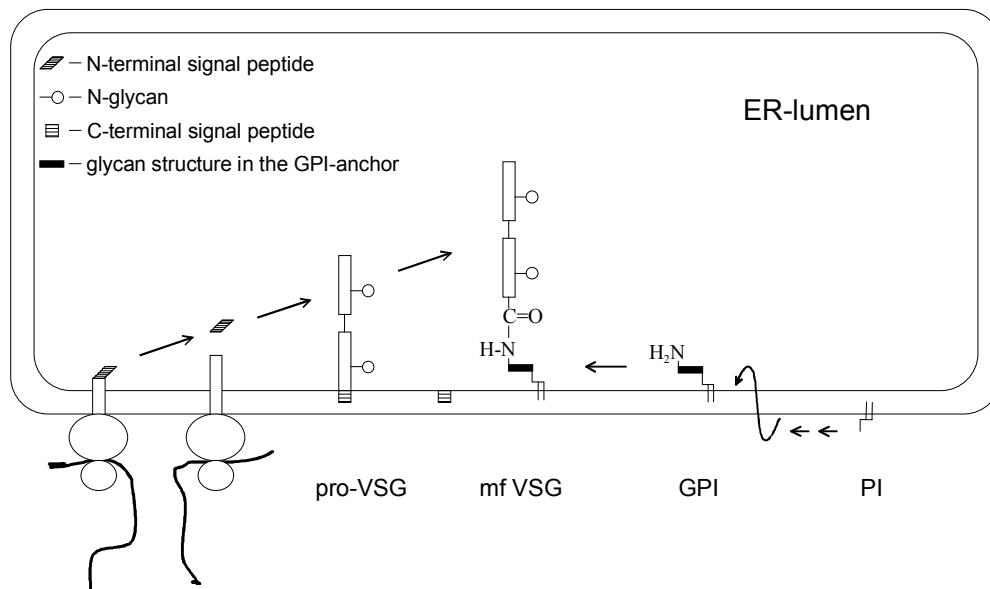 – N-terminal signal peptide
– N-glycan
– C-terminal signal peptide
– glycan structure in the GPI-anchor
ER-lumen
C=O
H-N
H₂N
pro-VSG
mf VSG
GPI
PI